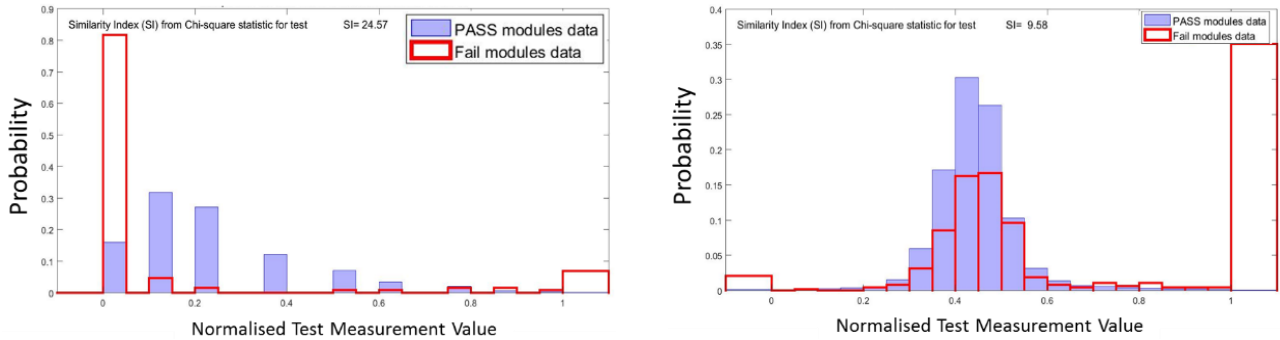 Similarity Index (SI) from Chi-square statistic for test SI= 24.57
PASS modules data
Fail modules data
0.9
0.8
0.7
0.6
0.5
0.4
0.3
0.2
0.1
0
Probability
0 0.2 0.4 0.6 0.8 1
Normalised Test Measurement Value
Similarity Index (SI) from Chi-square statistic for test SI= 9.58
PASS modules data
Fail modules data
0.4
0.35
0.3
0.25
0.2
0.15
0.1
0.05
0
Probability
0 0.2 0.4 0.6 0.8 1
Normalised Test Measurement Value